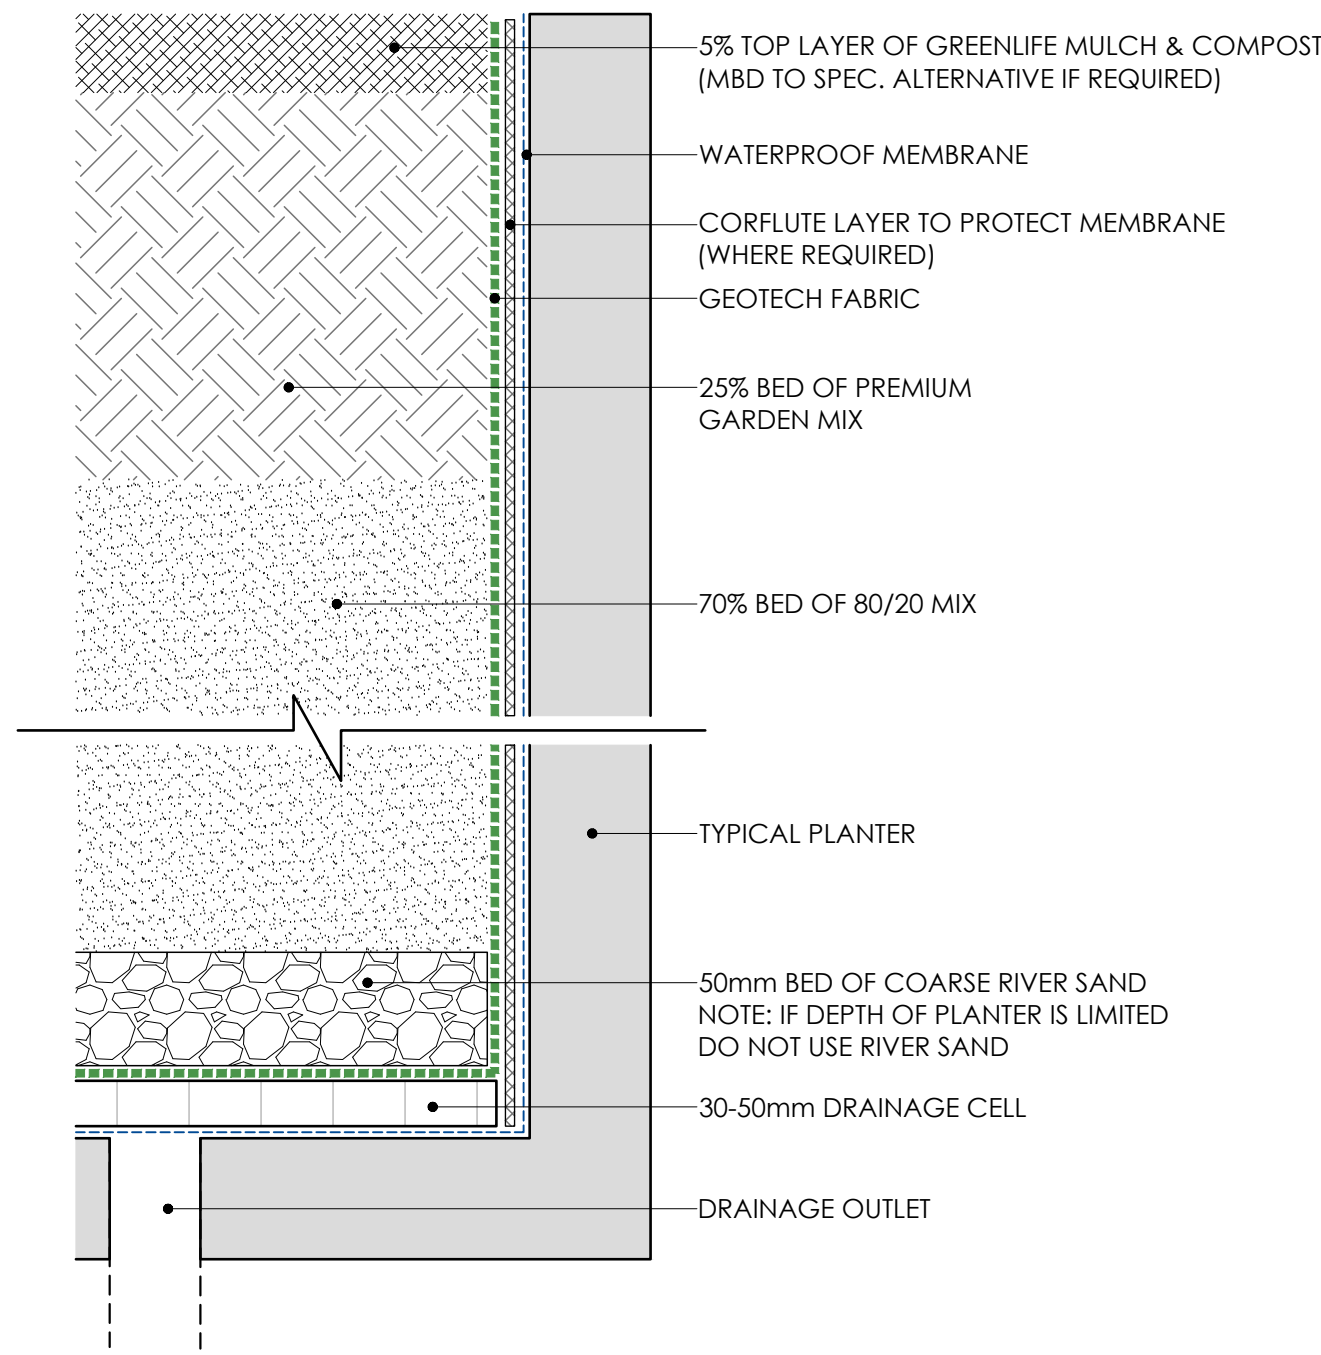 5% TOP LAYER OF GREENLIFE MULCH & COMPOST
(MBD TO SPEC. ALTERNATIVE IF REQUIRED)
WATERPROOF MEMBRANE
CORFLUTE LAYER TO PROTECT MEMBRANE
(WHERE REQUIRED)
GEOTECH FABRIC
25% BED OF PREMIUM
GARDEN MIX
70% BED OF 80/20 MIX
TYPICAL PLANTER
50mm BED OF COARSE RIVER SAND
NOTE: IF DEPTH OF PLANTER IS LIMITED
DO NOT USE RIVER SAND
30-50mm DRAINAGE CELL
DRAINAGE OUTLET